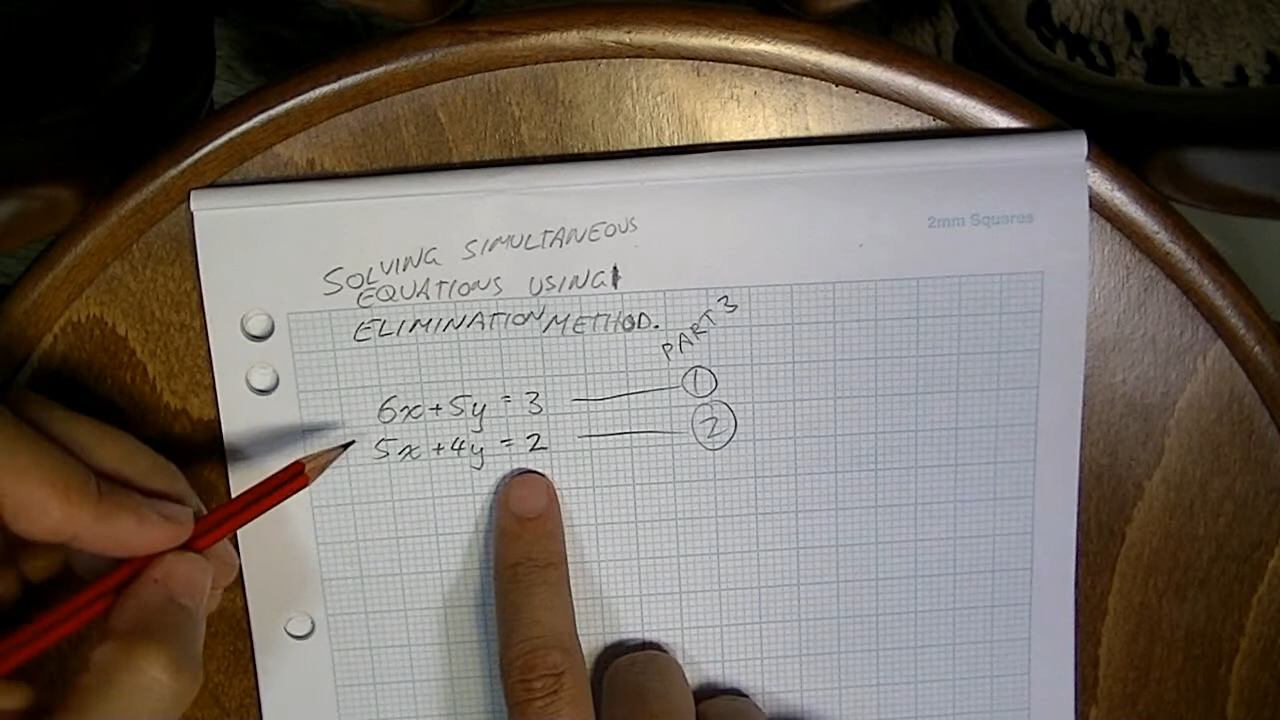 2mm Squares
SOLVING SIMULTANEOUS
EQUATIONS USING
ELIMINATION METHOD.
PART 3
6x+5y = 3 ——— ①
5x+4y = 2 ——— ②